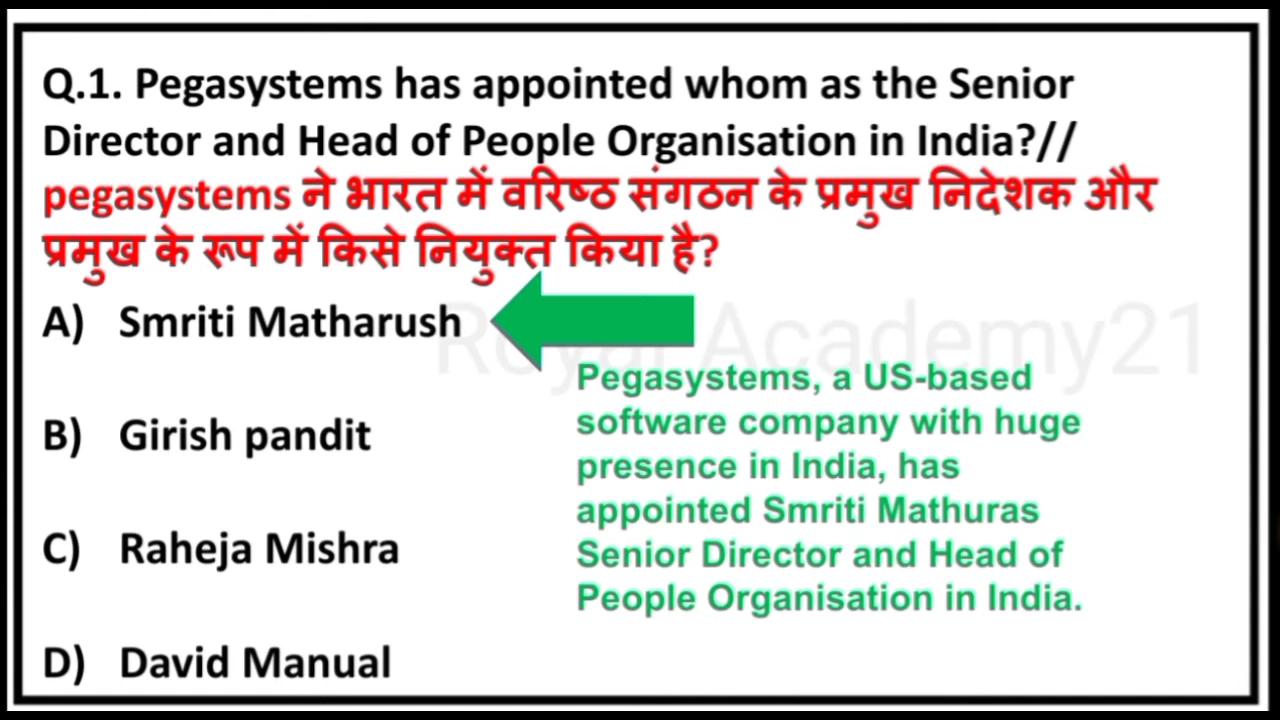 Q.1. Pegasystems has appointed whom as the Senior
Director and Head of People Organisation in India?//
pegasystems ने भारत में वरिष्ठ संगठन के प्रमुख निदेशक और
प्रमुख के रूप में किसे नियुक्त किया है?
A) Smriti Matharush
Royal Academy21
B) Girish pandit
C) Raheja Mishra
D) David Manual
Pegasystems, a US-based
software company with huge
presence in India, has
appointed Smriti Mathuras
Senior Director and Head of
People Organisation in India.